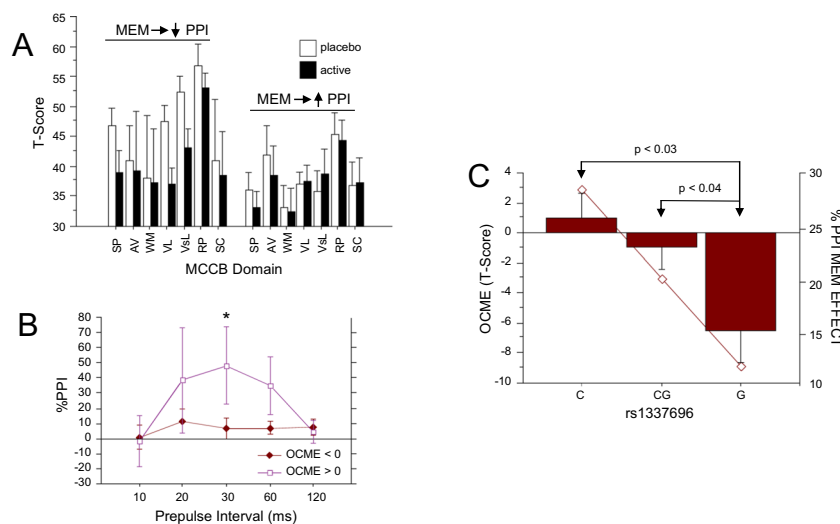 A
MEM → ↓ PPI
MEM → ↑ PPI
placebo
active
T-Score
65
60
55
50
45
40
35
30
SP AV WM VL VsL RP SC
SP AV WM VL VsL RP SC
MCCB Domain
B
%PPI
80
70
60
50
40
30
20
10
0
-10
-20
-30
*
OCME < 0
OCME > 0
10 20 30 60 120
Prepulse Interval (ms)
C
p < 0.03
p < 0.04
OCME (T-Score)
4
2
0
-2
-4
-6
-8
-10
30
25
20
15
10
% PPI MEM EFFECT
C CG G
rs1337696